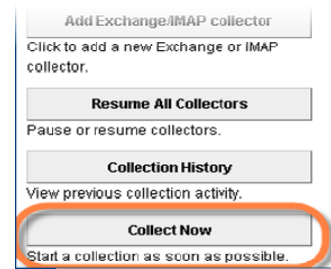 Add Exchange/IMAP collector
Click to add a new Exchange or IMAP
collector.
Resume All Collectors
Pause or resume collectors.
Collection History
View previous collection activity.
Collect Now
Start a collection as soon as possible.